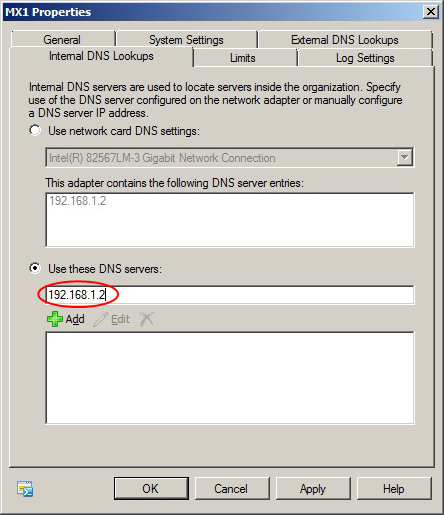 MX1 Properties
General System Settings External DNS Lookups
Internal DNS Lookups Limits Log Settings
Internal DNS servers are used to locate servers inside the organization. Specify
use of the DNS server configured on the network adapter or manually configure
a DNS server IP address.
Use network card DNS settings:
Intel(R) 82567LM-3 Gigabit Network Connection
This adapter contains the following DNS server entries:
192.168.1.2
Use these DNS servers:
192.168.1.2
Add Edit
OK Cancel Apply Help